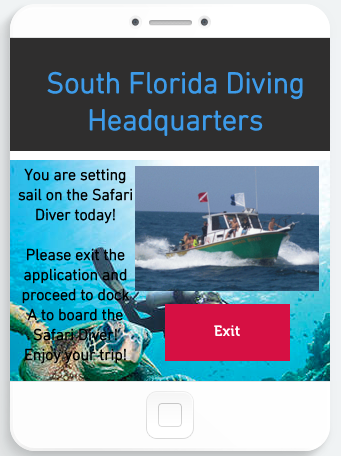 South Florida Diving
Headquarters
You are setting
sail on the Safari
Diver today!
Please exit the
application and
proceed to dock
A to board the
Safari Diver!
Enjoy your trip!
Exit